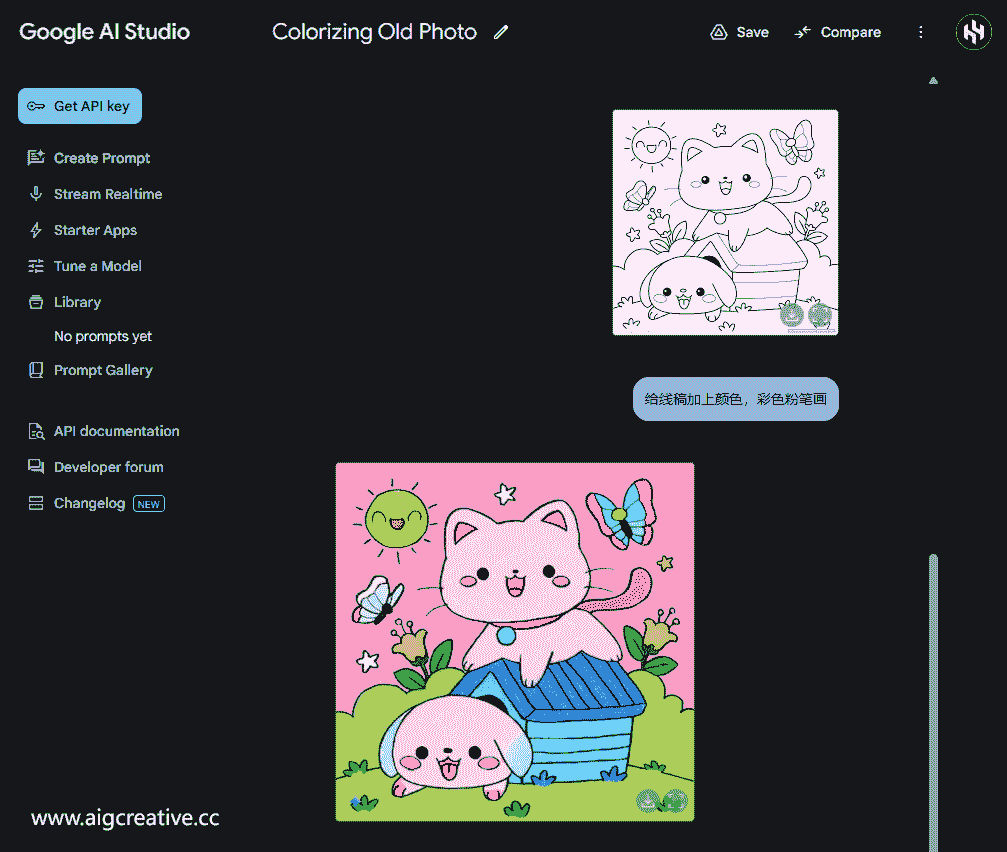 Google AI Studio
Colorizing Old Photo
Save
Compare
Get API key
Create Prompt
Stream Realtime
Starter Apps
Tune a Model
Library
No prompts yet
Prompt Gallery
API documentation
Developer forum
Changelog NEW
给线稿加上颜色，彩色粉笔画
www.aigcreative.cc